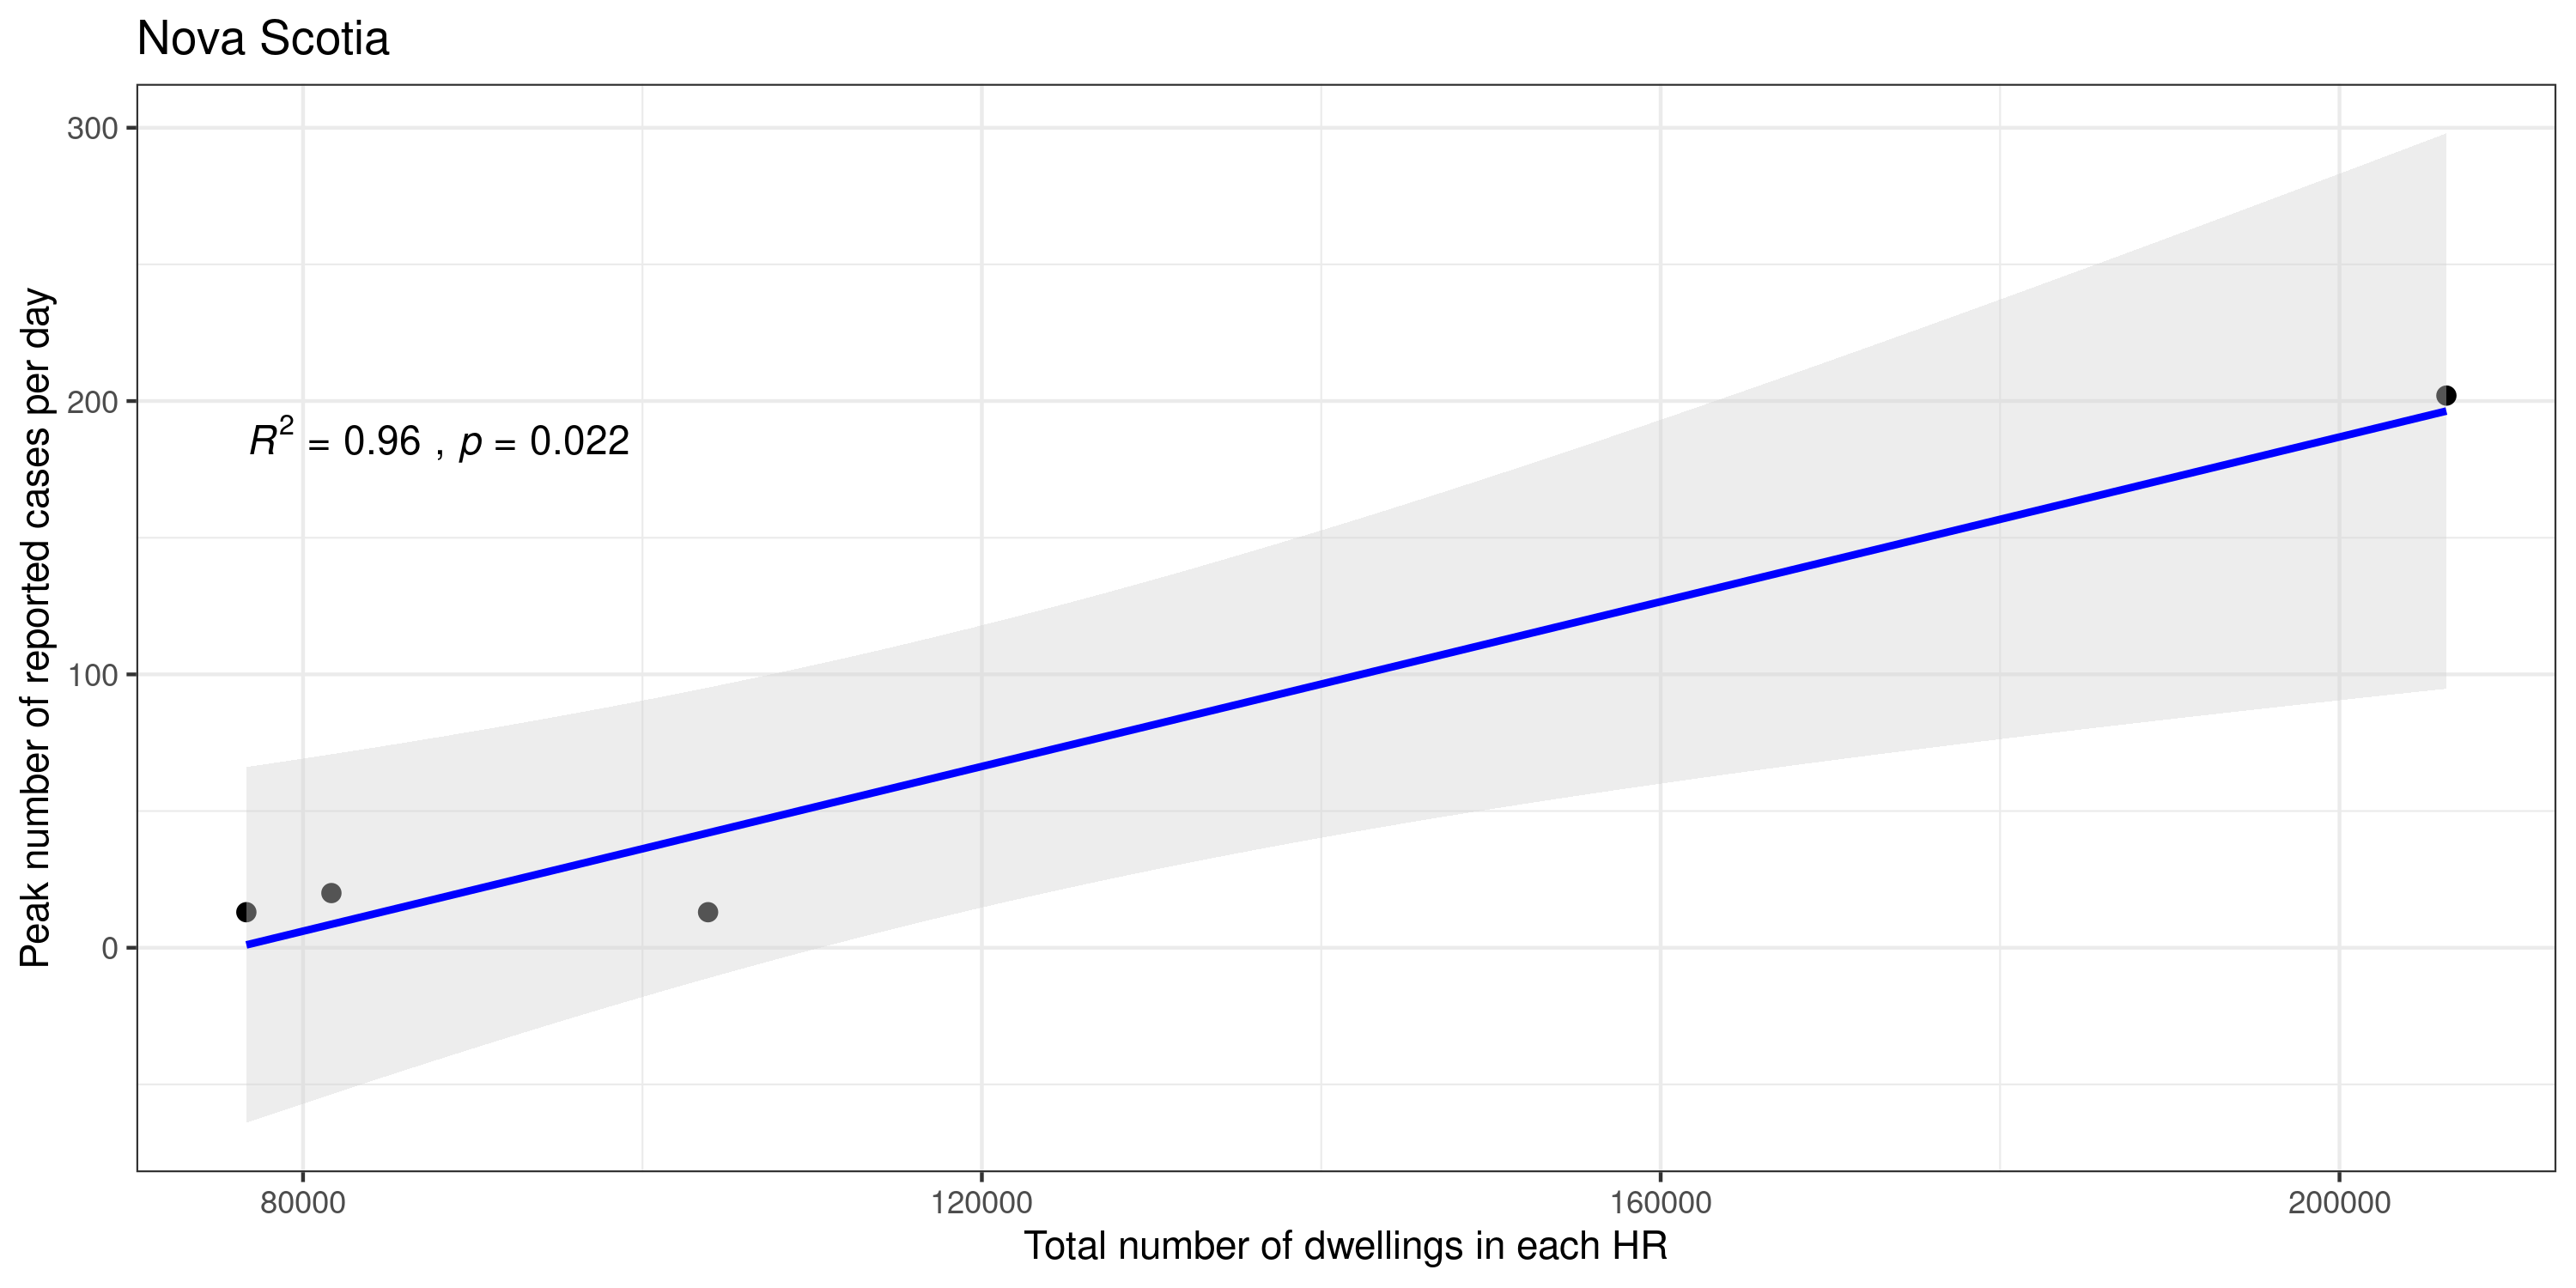 Nova Scotia
Peak number of reported cases per day
300
200
100
0
R² = 0.96 , p = 0.022
80000 120000 160000 200000
Total number of dwellings in each HR